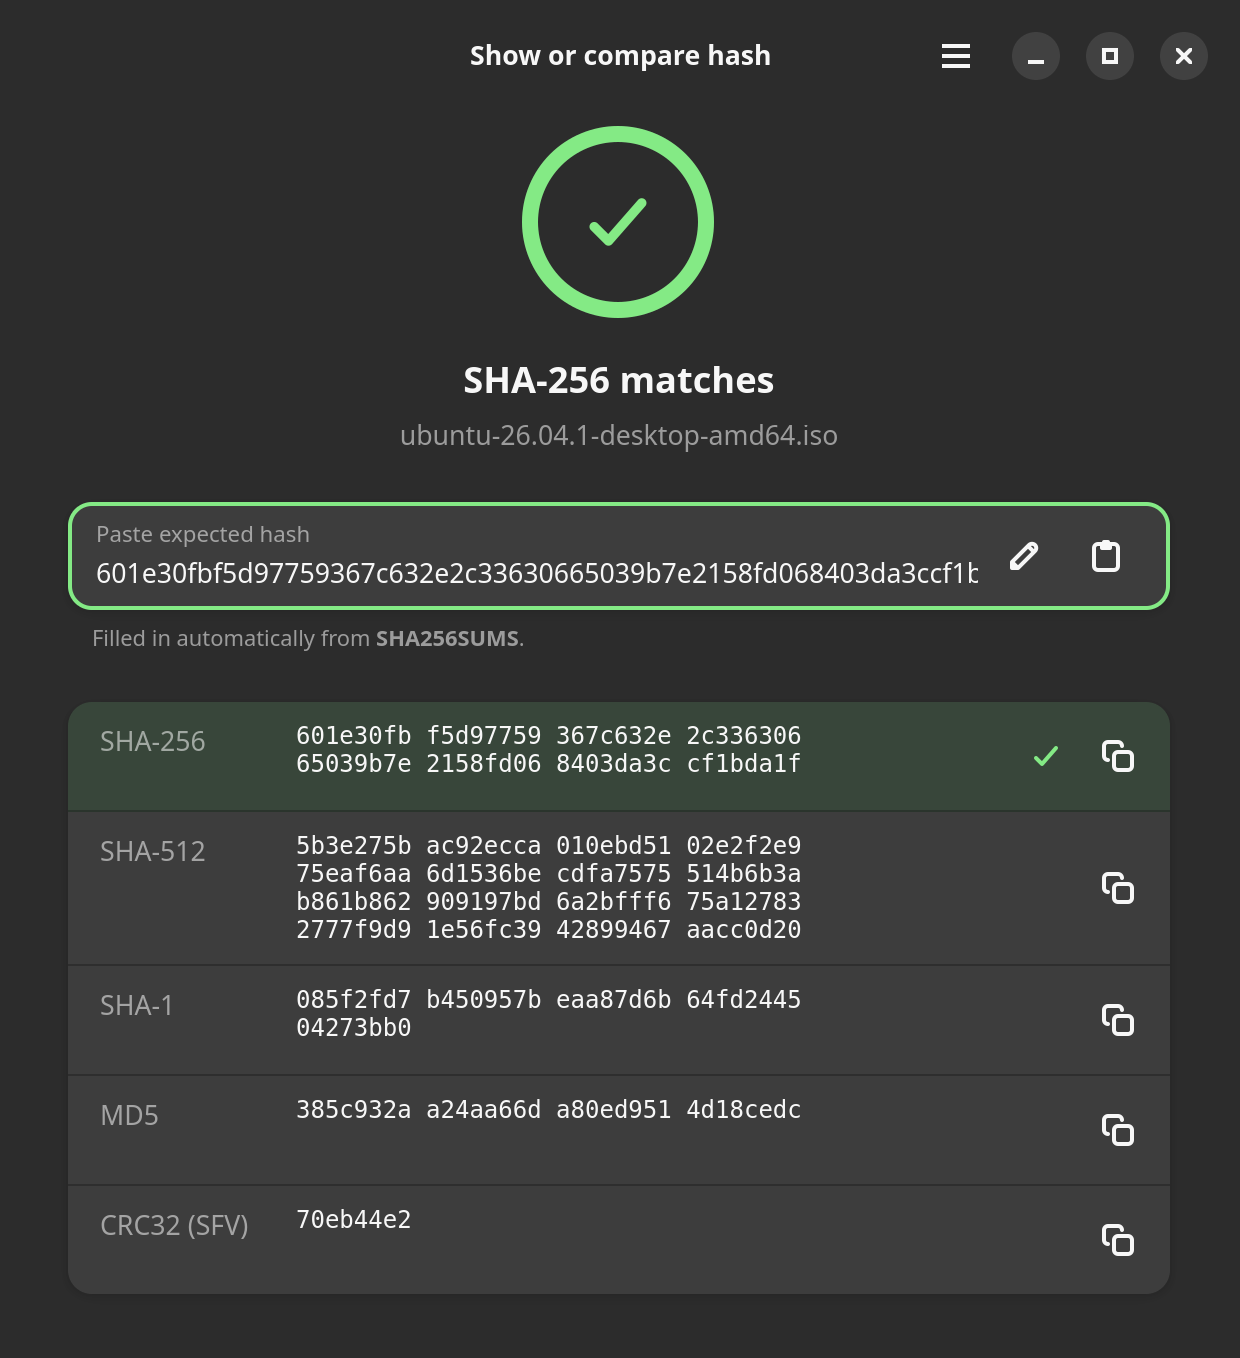 Show or compare hash
SHA-256 matches
ubuntu-26.04.1-desktop-amd64.iso
Paste expected hash
601e30fbf5d97759367c632e2c33630665039b7e2158fd068403da3ccf1b
Filled in automatically from SHA256SUMS.
SHA-256
601e30fb f5d97759 367c632e 2c336306
65039b7e 2158fd06 8403da3c cf1bda1f
SHA-512
5b3e275b ac92ecca 010ebd51 02e2f2e9
75eaf6aa 6d1536be cdfa7575 514b6b3a
b861b862 909197bd 6a2bfff6 75a12783
2777f9d9 1e56fc39 42899467 aacc0d20
SHA-1
085f2fd7 b450957b eaa87d6b 64fd2445
04273bb0
MD5
385c932a a24aa66d a80ed951 4d18cedc
CRC32 (SFV)
70eb44e2